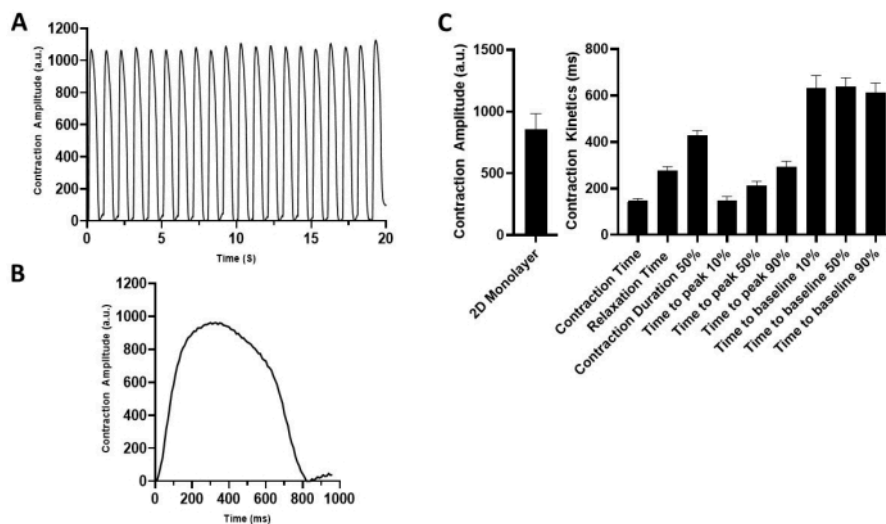 A
1200
1000
800
600
400
200
0
Contraction Amplitude (a.u.)
0 5 10 15 20
Time (S)
B
1200
1000
800
600
400
200
0
Contraction Amplitude (a.u.)
0 200 400 600 800 1000
Time (ms)
C
1500
1000
500
0
Contraction Amplitude (a.u.)
2D Monolayer
800
600
400
200
0
Contraction Kinetics (ms)
Contraction Time
Relaxation Time
Contraction Duration 50%
Time to peak 10%
Time to peak 50%
Time to peak 90%
Time to baseline 10%
Time to baseline 50%
Time to baseline 90%